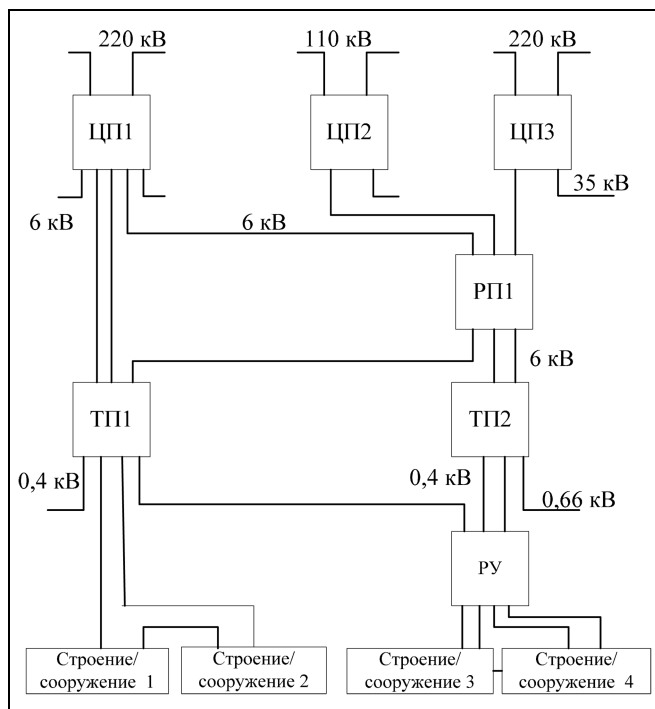 220 кВ
110 кВ
220 кВ
ЦП1
ЦП2
ЦП3
35 кВ
6 кВ
6 кВ
РП1
6 кВ
ТП1
ТП2
0,4 кВ
0,4 кВ
0,66 кВ
РУ
Строение/
сооружение 1
Строение/
сооружение 2
Строение/
сооружение 3
Строение/
сооружение 4